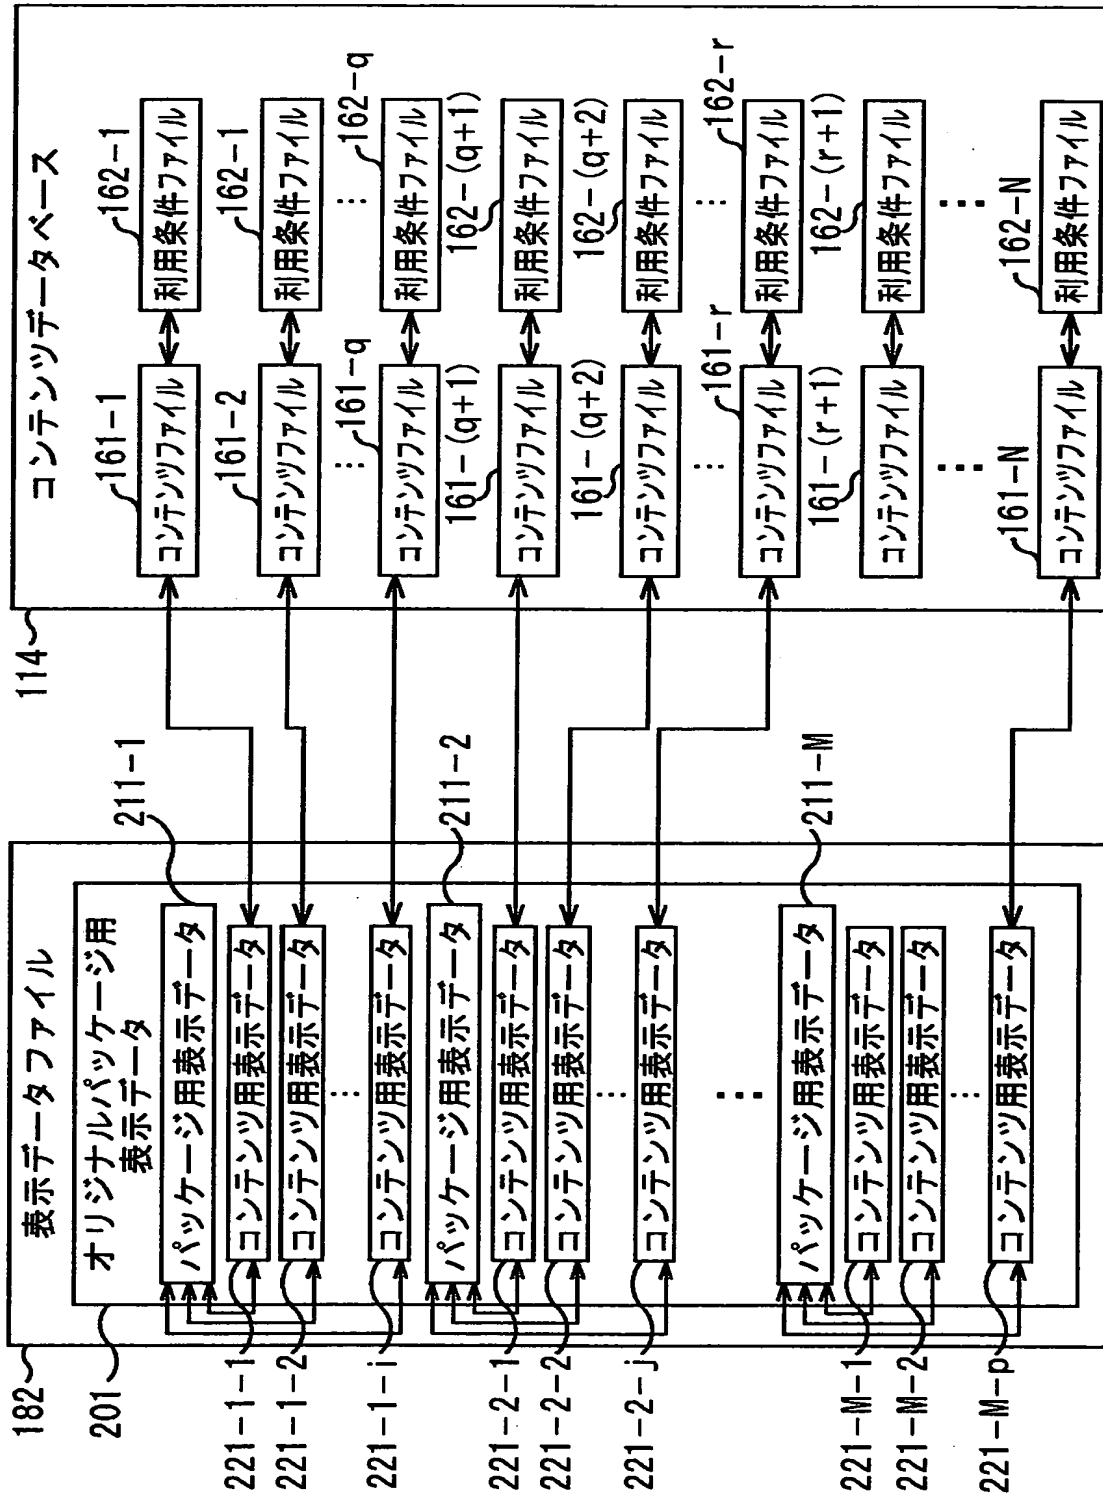 182
表示データファイル
201
オリジナルパッケージ用
表示データ
パッケージ用表示データ
211-1
221-1-1
コンテンツ用表示データ
221-1-2
コンテンツ用表示データ
221-1-i
コンテンツ用表示データ
パッケージ用表示データ
211-2
221-2-1
コンテンツ用表示データ
221-2-2
コンテンツ用表示データ
221-2-j
コンテンツ用表示データ
パッケージ用表示データ
211-M
221-M-1
コンテンツ用表示データ
221-M-2
コンテンツ用表示データ
221-M-p
コンテンツ用表示データ
114
コンテンツデータベース
161-1
162-1
コンテンツファイル
利用条件ファイル
161-2
162-1
コンテンツファイル
利用条件ファイル
161-q
162-q
コンテンツファイル
利用条件ファイル
161-(q+1)
162-(q+1)
コンテンツファイル
利用条件ファイル
161-(q+2)
162-(q+2)
コンテンツファイル
利用条件ファイル
161-r
162-r
コンテンツファイル
利用条件ファイル
161-(r+1)
162-(r+1)
コンテンツファイル
利用条件ファイル
161-N
162-N
コンテンツファイル
利用条件ファイル